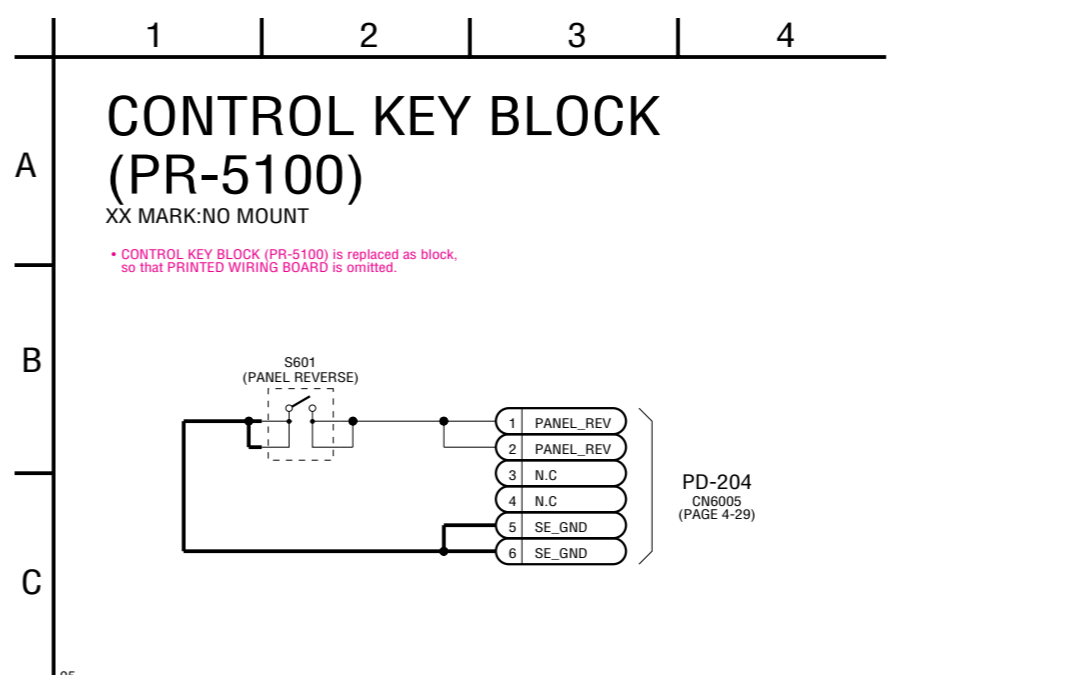 1 2 3 4
A
CONTROL KEY BLOCK
(PR-5100)
XX MARK:NO MOUNT
• CONTROL KEY BLOCK (PR-5100) is replaced as block,
so that PRINTED WIRING BOARD is omitted.
B
S601
(PANEL REVERSE)
1 PANEL_REV
2 PANEL_REV
3 N.C
4 N.C
5 SE_GND
6 SE_GND
PD-204
CN6005
(PAGE 4-29)
C